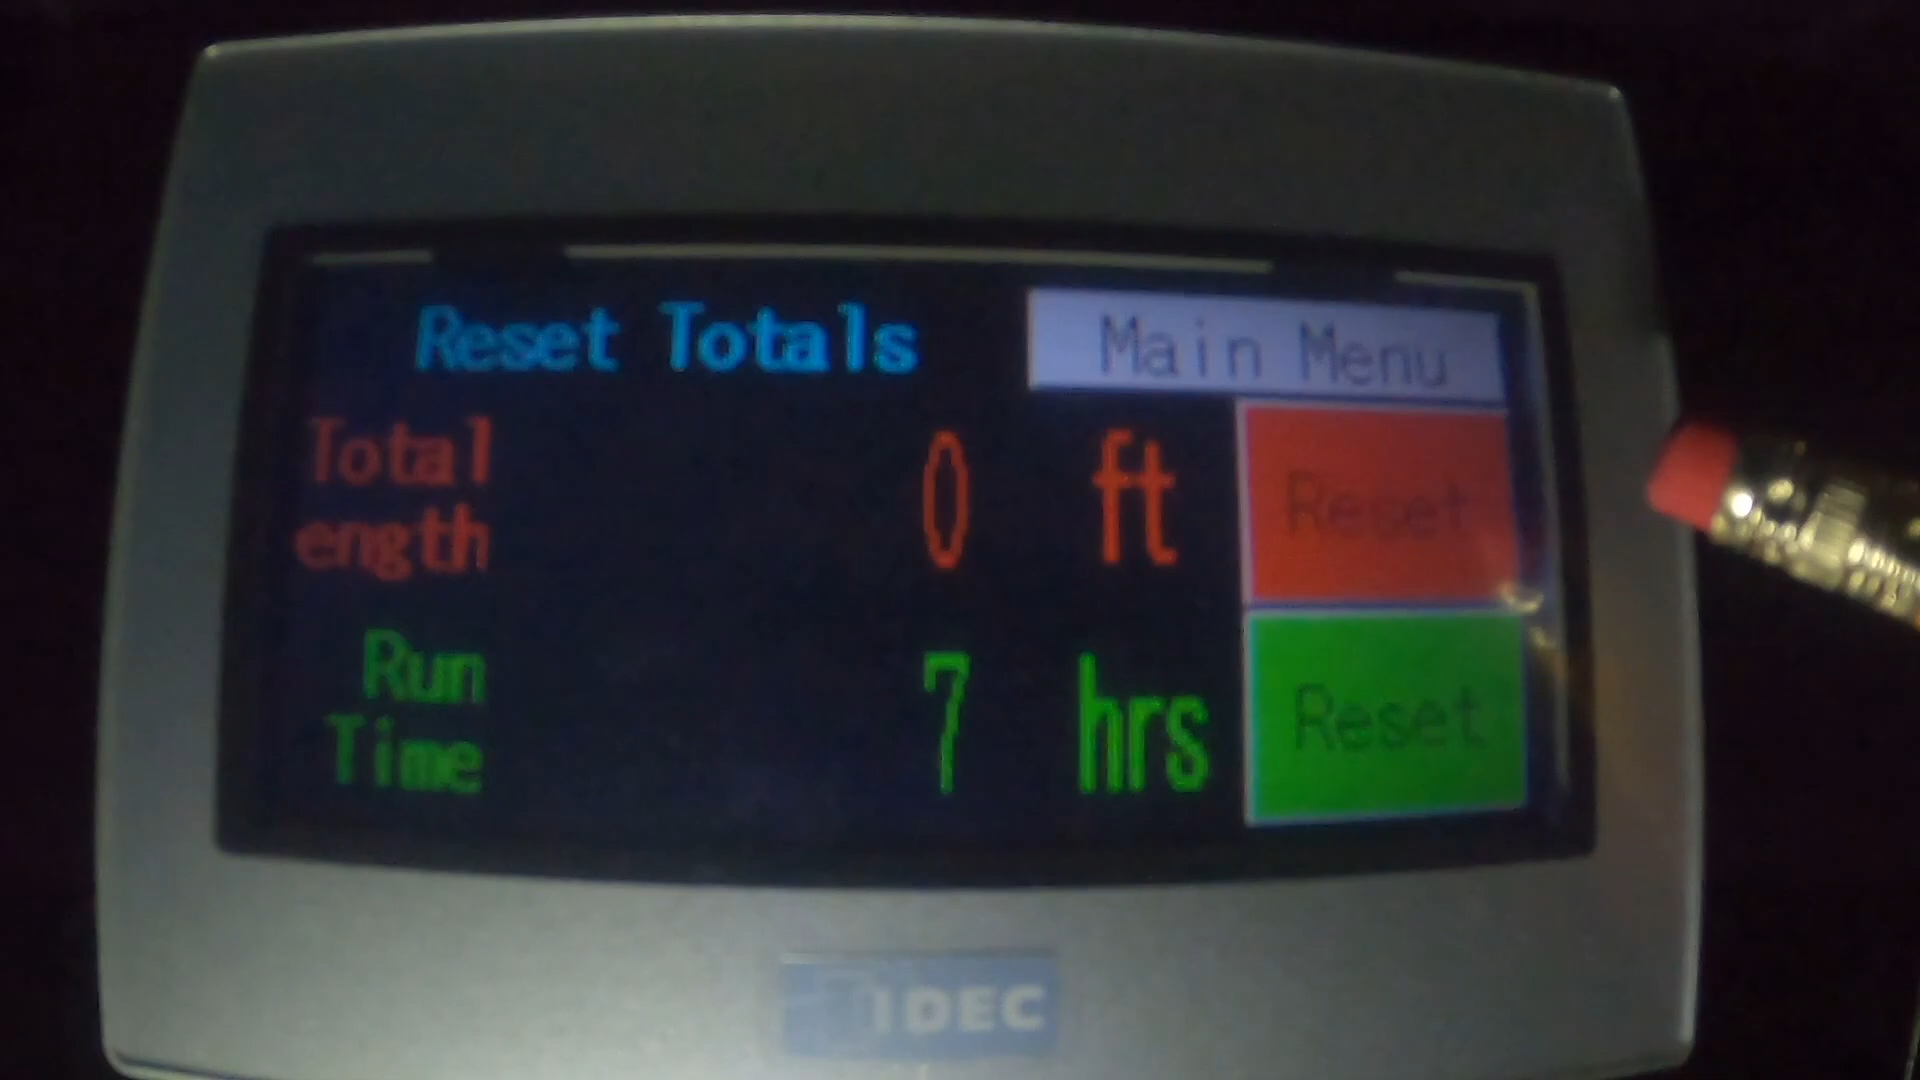 Reset Totals
Main Menu
Total
ength
0 ft
Reset
Run
Time
7 hrs
Reset
IDEC